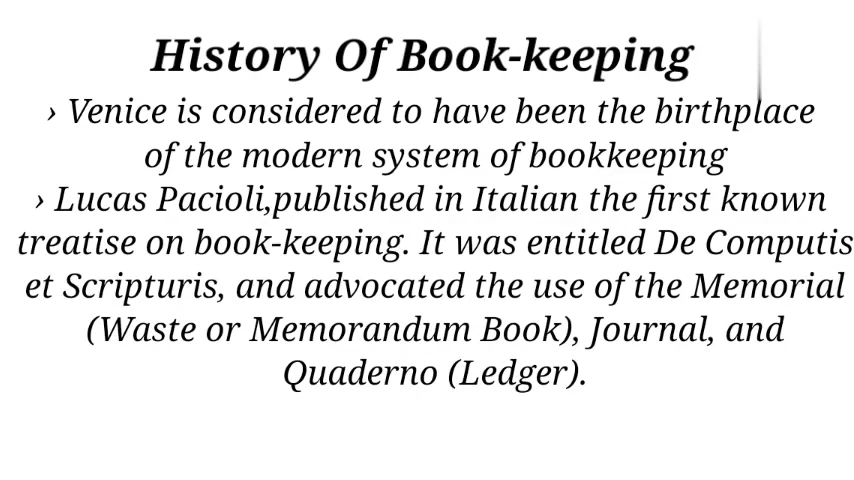 History Of Book-keeping
› Venice is considered to have been the birthplace
of the modern system of bookkeeping
› Lucas Pacioli,published in Italian the first known
treatise on book-keeping. It was entitled De Computis
et Scripturis, and advocated the use of the Memorial
(Waste or Memorandum Book), Journal, and
Quaderno (Ledger).